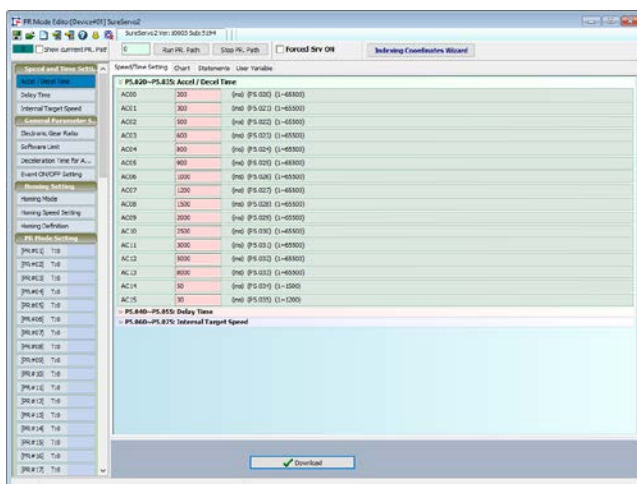 PR Mode Editor[Device#01] SureServo2
SureServo2 Ver: 10003 Sub:5194
Show current PR. Pat
0
Run PR. Path
Stop PR. Path
Forced Srv ON
Indexing Coordinates Wizard
Speed and Time Setti...
Accel / Decel Time
Delay Time
Internal Target Speed
General Parameter S...
Electronic Gear Ratio
Software Limit
Deceleration Time for A...
Event ON/OFF Setting
Homing Setting
Homing Mode
Homing Speed Setting
Homing Definition
PR Mode Setting
[PR#01] T:0
[PR#02] T:0
[PR#03] T:0
[PR#04] T:0
[PR#05] T:0
[PR#06] T:0
[PR#07] T:0
[PR#08] T:0
[PR#09] T:0
[PR#10] T:0
[PR#11] T:0
[PR#12] T:0
[PR#13] T:0
[PR#14] T:0
[PR#15] T:0
[PR#16] T:0
[PR#17] T:0
Speed/Time Setting Chart Statements User Variable
P5.020~P5.035: Accel / Decel Time
AC00 200 (ms) (P5.020) (1~65500)
AC01 300 (ms) (P5.021) (1~65500)
AC02 500 (ms) (P5.022) (1~65500)
AC03 600 (ms) (P5.023) (1~65500)
AC04 800 (ms) (P5.024) (1~65500)
AC05 900 (ms) (P5.025) (1~65500)
AC06 1000 (ms) (P5.026) (1~65500)
AC07 1200 (ms) (P5.027) (1~65500)
AC08 1500 (ms) (P5.028) (1~65500)
AC09 2000 (ms) (P5.029) (1~65500)
AC10 2500 (ms) (P5.030) (1~65500)
AC11 3000 (ms) (P5.031) (1~65500)
AC12 5000 (ms) (P5.032) (1~65500)
AC13 8000 (ms) (P5.033) (1~65500)
AC14 50 (ms) (P5.034) (1~1500)
AC15 30 (ms) (P5.035) (1~1200)
P5.040~P5.055: Delay Time
P5.060~P5.075: Internal Target Speed
Download